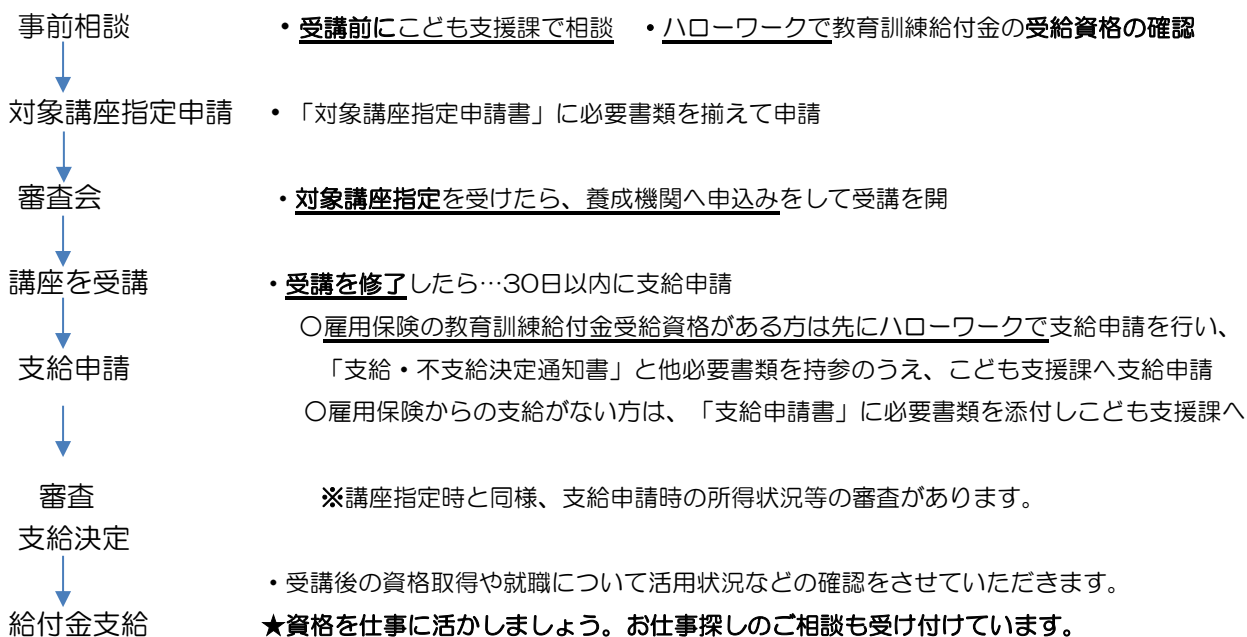 事前相談 ・受講前にこども支援課で相談 ・ハローワークで教育訓練給付金の受給資格の確認
対象講座指定申請 ・「対象講座指定申請書」に必要書類を揃えて申請
審査会 ・対象講座指定を受けたら、養成機関へ申込みをして受講を開
講座を受講 ・受講を修了したら…30日以内に支給申請
〇雇用保険の教育訓練給付金受給資格がある方は先にハローワークで支給申請を行い、
支給申請 「支給・不支給決定通知書」と他必要書類を持参のうえ、こども支援課へ支給申請
〇雇用保険からの支給がない方は、「支給申請書」に必要書類を添付しこども支援課へ
審査 ※講座指定時と同様、支給申請時の所得状況等の審査があります。
支給決定
・受講後の資格取得や就職について活用状況などの確認をさせていただきます。
給付金支給 ★資格を仕事に活かしましょう。お仕事探しのご相談も受け付けています。